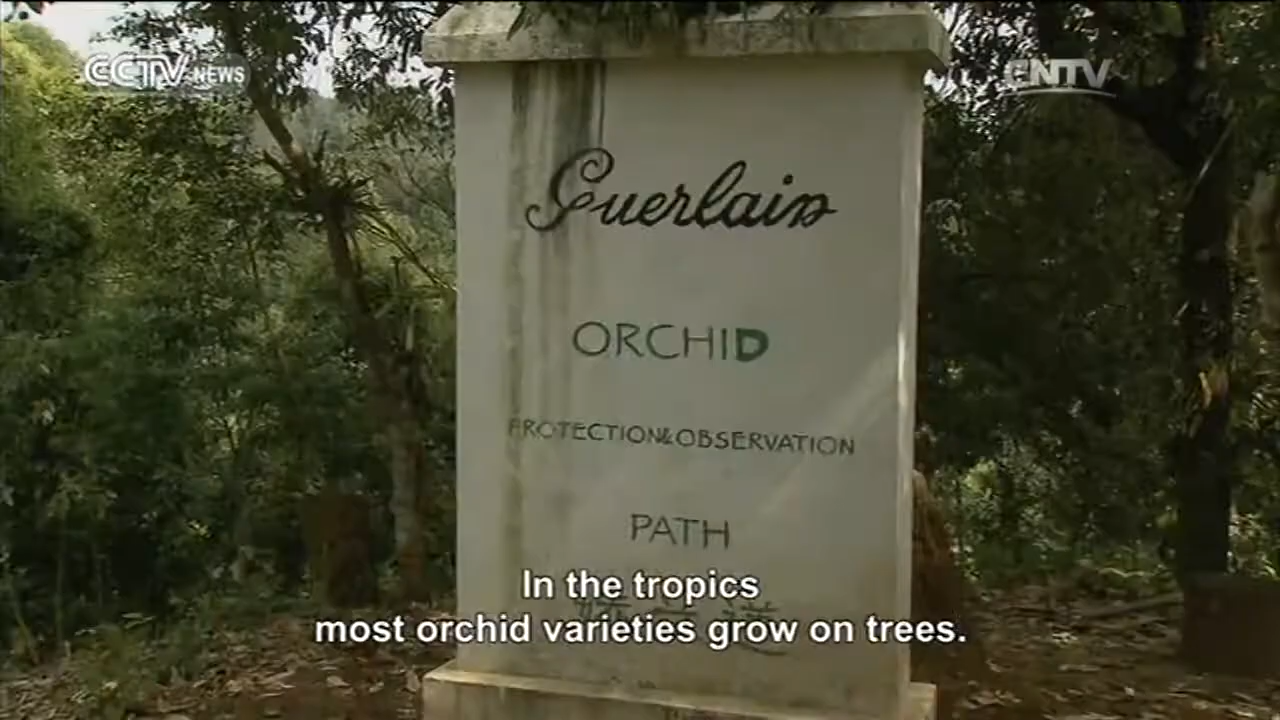 CCTV NEWS
CNTV
Guerlain
ORCHID
PROTECTION&OBSERVATION
PATH
In the tropics
most orchid varieties grow on trees.